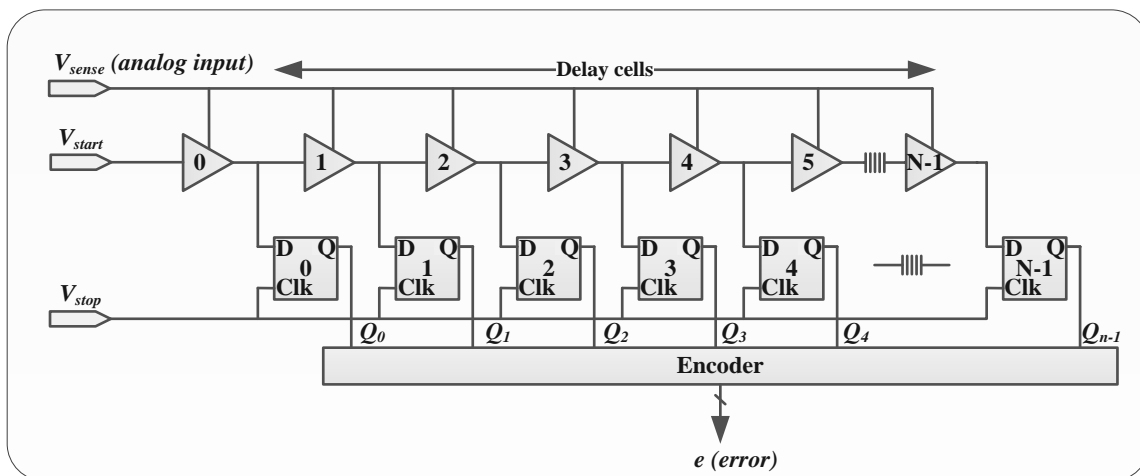 V_sense (analog input)
Delay cells
V_start
0 1 2 3 4 5 N-1
D Q D Q D Q D Q D Q D Q
0 1 2 3 4 N-1
Clk Clk Clk Clk Clk Clk
V_stop
Q_0 Q_1 Q_2 Q_3 Q_4 Q_n-1
Encoder
e (error)